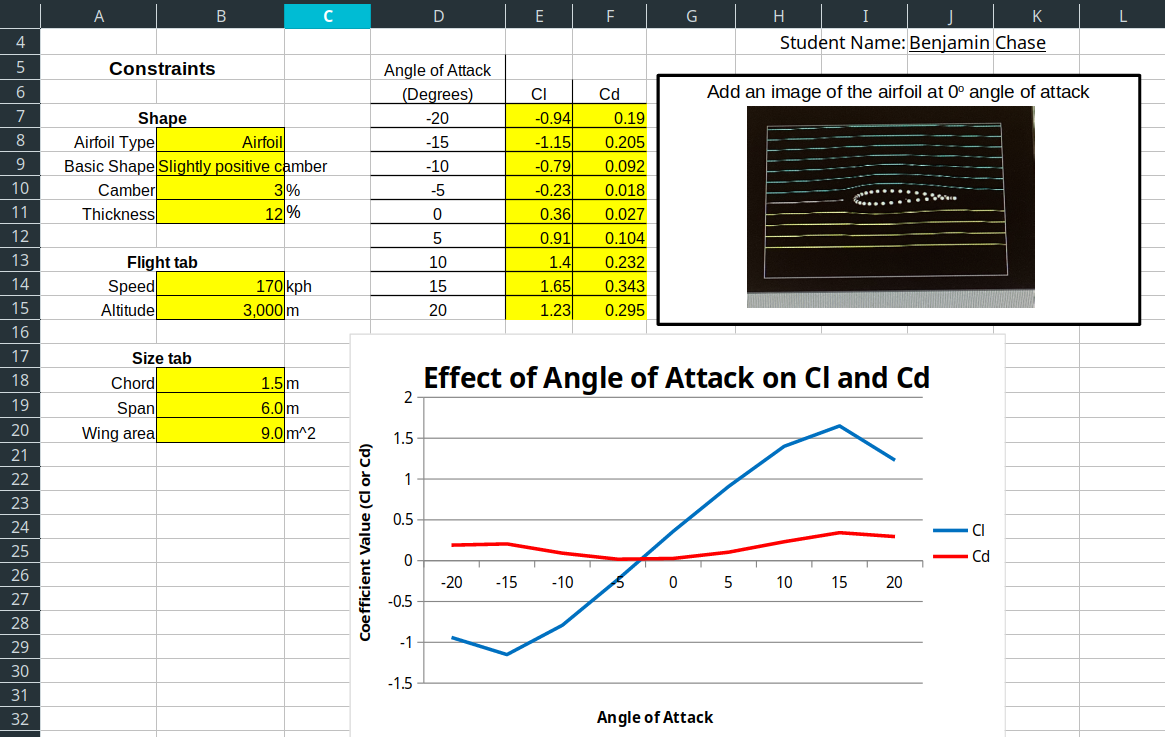 A B C D E F G H I J K L
4 Student Name: Benjamin Chase
5 Constraints Angle of Attack
6 (Degrees) Cl Cd Add an image of the airfoil at 0º angle of attack
7 Shape -20 -0.94 0.19
8 Airfoil Type Airfoil -15 -1.15 0.205
9 Basic Shape Slightly positive camber -10 -0.79 0.092
10 Camber 3 % -5 -0.23 0.018
11 Thickness 12 % 0 0.36 0.027
12 5 0.91 0.104
13 Flight tab 10 1.4 0.232
14 Speed 170 kph 15 1.65 0.343
15 Altitude 3,000 m 20 1.23 0.295
16
17 Size tab
18 Chord 1.5 m
19 Span 6.0 m
20 Wing area 9.0 m^2
21
22
23
24
25
26
27
28
29
30
31
32
Effect of Angle of Attack on Cl and Cd
Coefficient Value (Cl or Cd)
2
1.5
1
0.5
0
-0.5
-1
-1.5
-20 -15 -10 -5 0 5 10 15 20
Angle of Attack
Cl
Cd